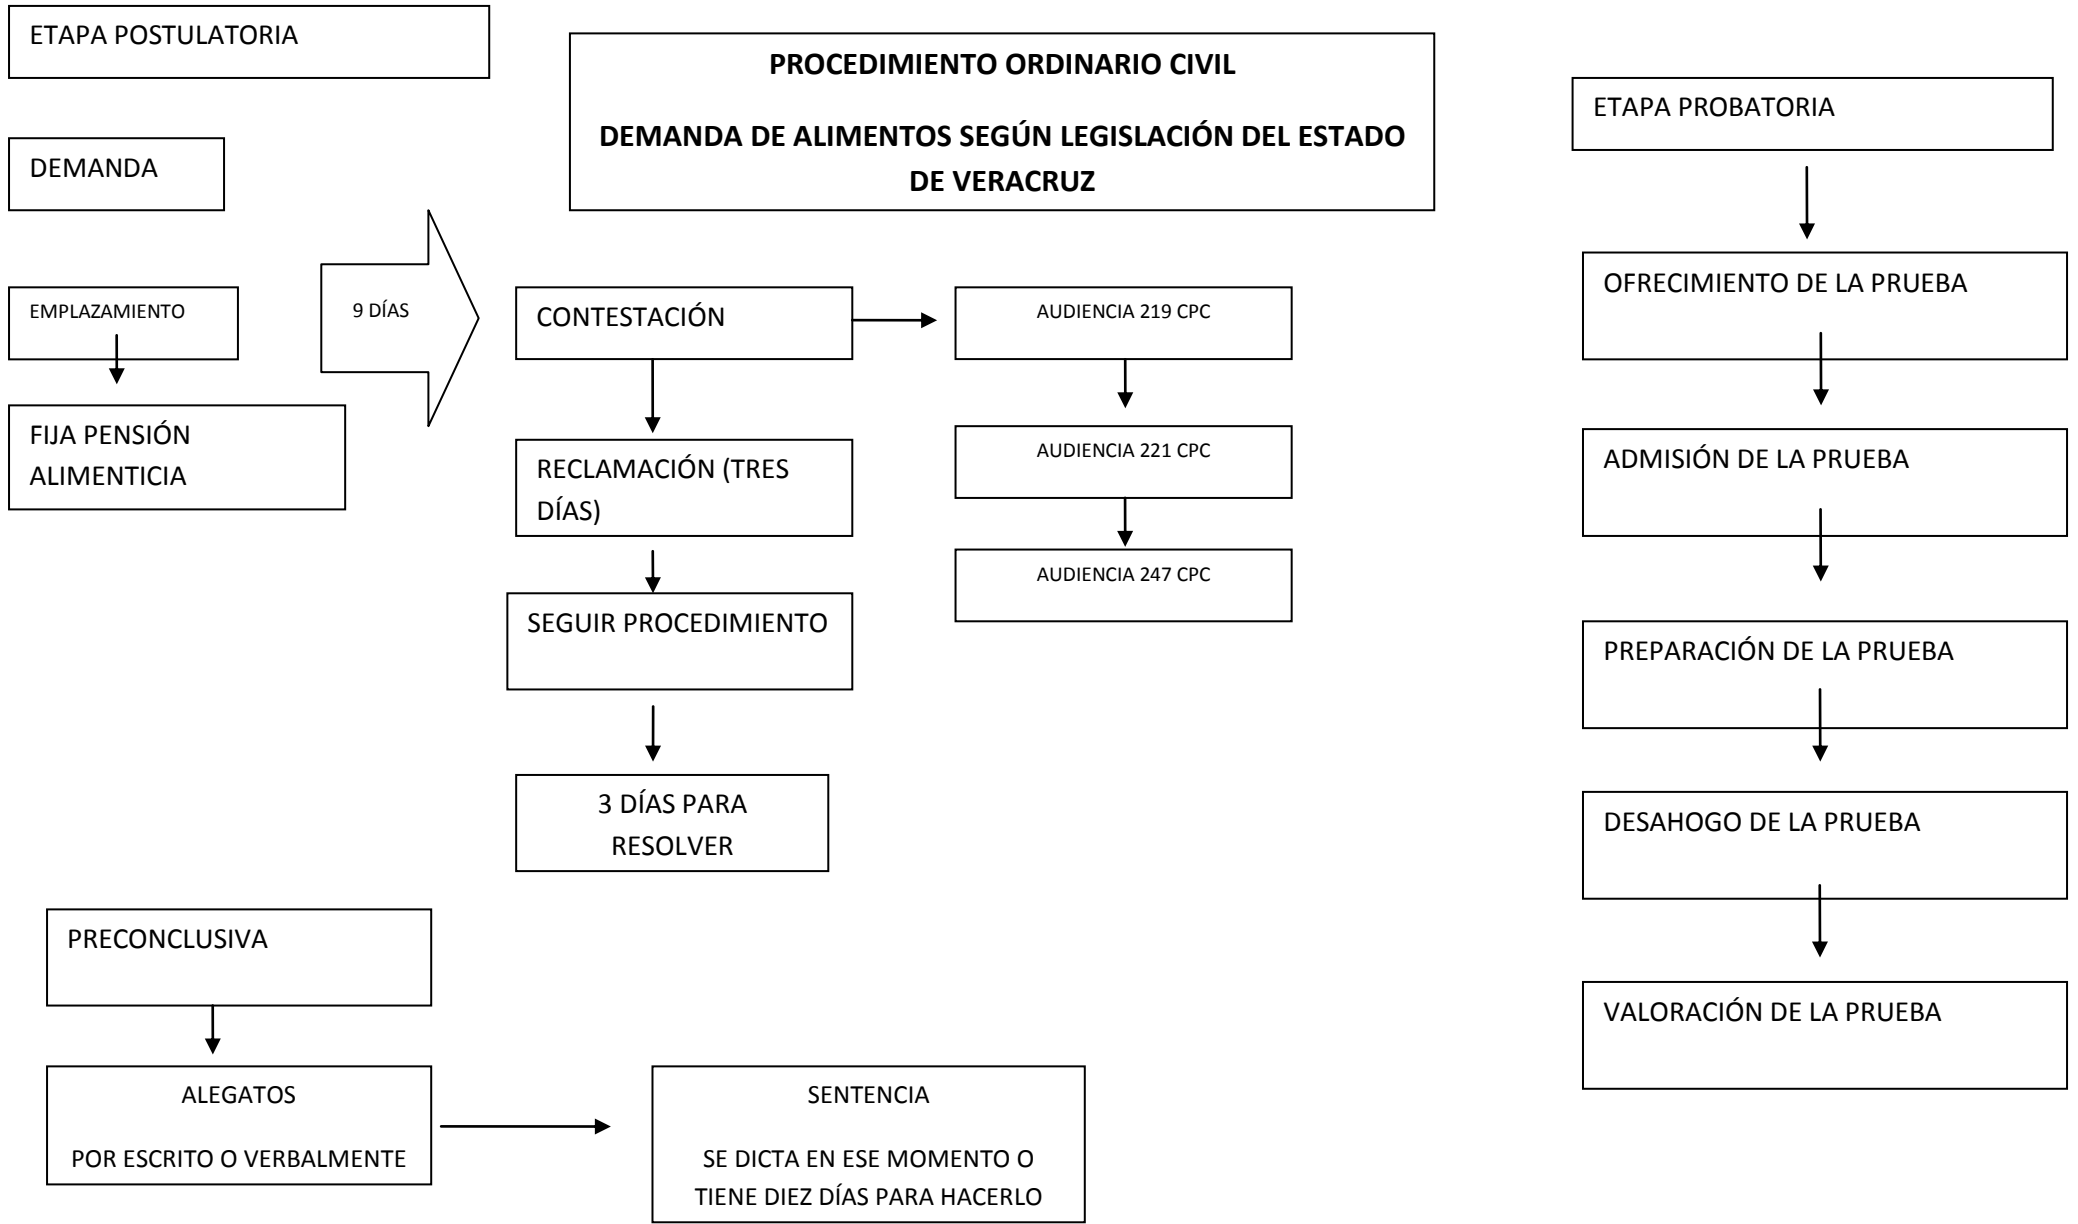 ETAPA POSTULATORIA
PROCEDIMIENTO ORDINARIO CIVIL
DEMANDA DE ALIMENTOS SEGÚN LEGISLACIÓN DEL ESTADO
DE VERACRUZ
DEMANDA
EMPLAZAMIENTO
FIJA PENSIÓN
ALIMENTICIA
9 DÍAS
CONTESTACIÓN
RECLAMACIÓN (TRES
DÍAS)
SEGUIR PROCEDIMIENTO
3 DÍAS PARA
RESOLVER
AUDIENCIA 219 CPC
AUDIENCIA 221 CPC
AUDIENCIA 247 CPC
ETAPA PROBATORIA
OFRECIMIENTO DE LA PRUEBA
ADMISIÓN DE LA PRUEBA
PREPARACIÓN DE LA PRUEBA
DESAHOGO DE LA PRUEBA
VALORACIÓN DE LA PRUEBA
PRECONCLUSIVA
ALEGATOS
POR ESCRITO O VERBALMENTE
SENTENCIA
SE DICTA EN ESE MOMENTO O
TIENE DIEZ DÍAS PARA HACERLO